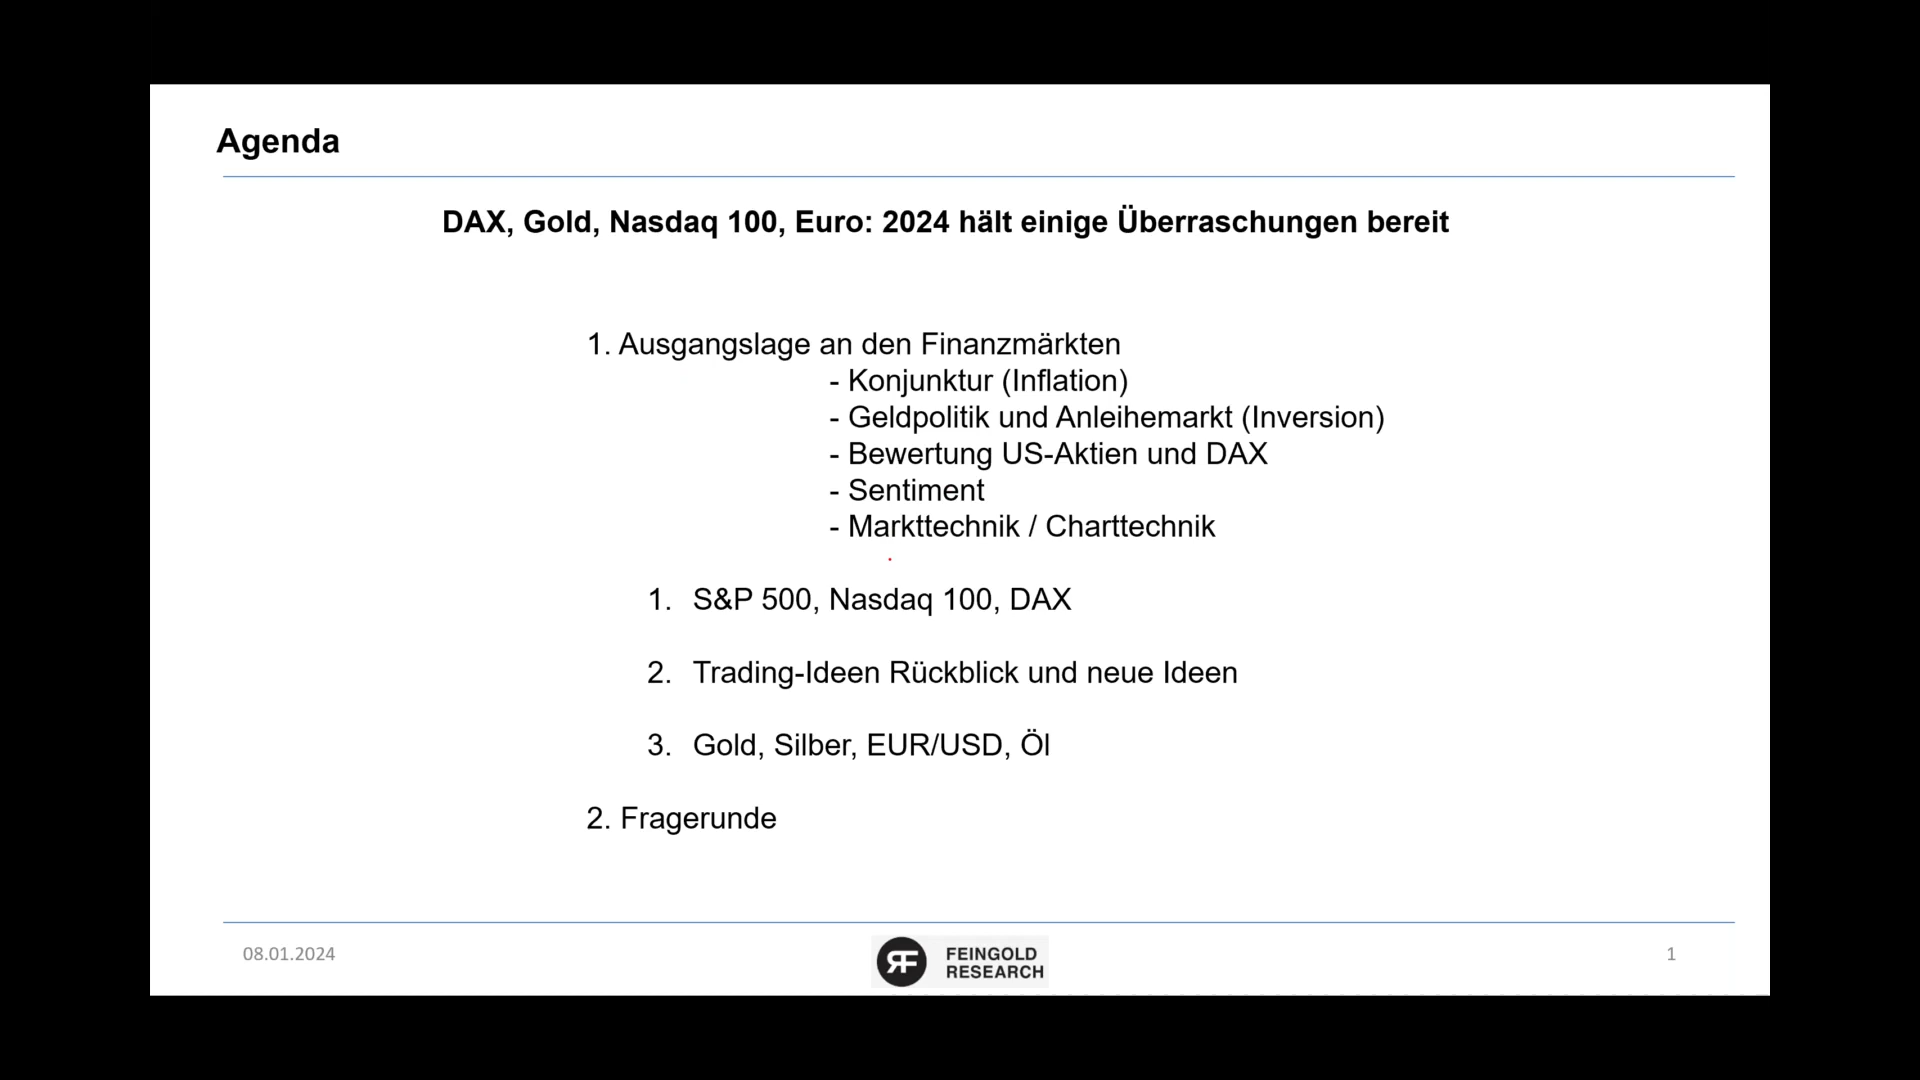 Agenda
DAX, Gold, Nasdaq 100, Euro: 2024 hält einige Überraschungen bereit
1. Ausgangslage an den Finanzmärkten
- Konjunktur (Inflation)
- Geldpolitik und Anleihemarkt (Inversion)
- Bewertung US-Aktien und DAX
- Sentiment
- Markttechnik / Charttechnik
1. S&P 500, Nasdaq 100, DAX
2. Trading-Ideen Rückblick und neue Ideen
3. Gold, Silber, EUR/USD, Öl
2. Fragerunde
08.01.2024
FEINGOLD
RESEARCH
1